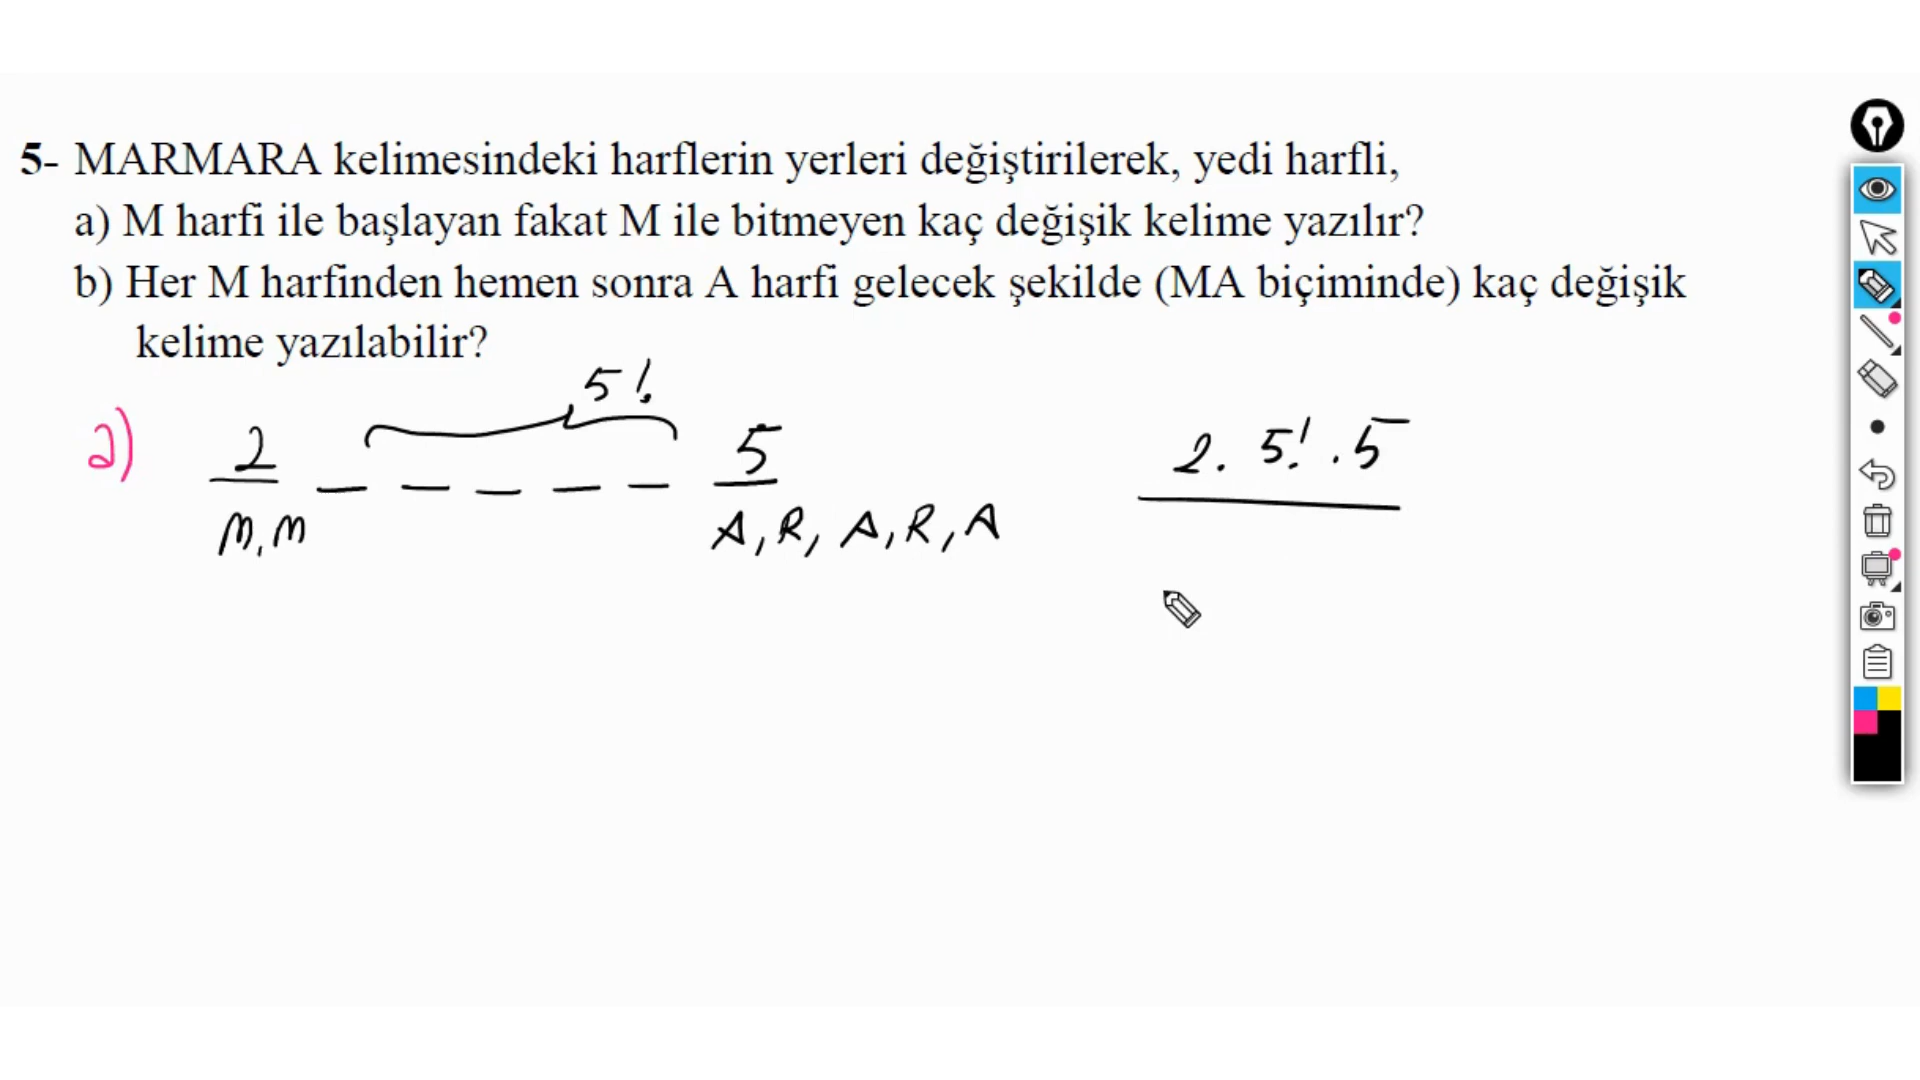 5- MARMARA kelimesindeki harflerin yerleri değiştirilerek, yedi harfli,
a) M harfi ile başlayan fakat M ile bitmeyen kaç değişik kelime yazılır?
b) Her M harfinden hemen sonra A harfi gelecek şekilde (MA biçiminde) kaç değişik
kelime yazılabilir?
5!
a) 2 _ _ _ _ _ 5
M, M A, R, A, R, A
2. 5! . 5